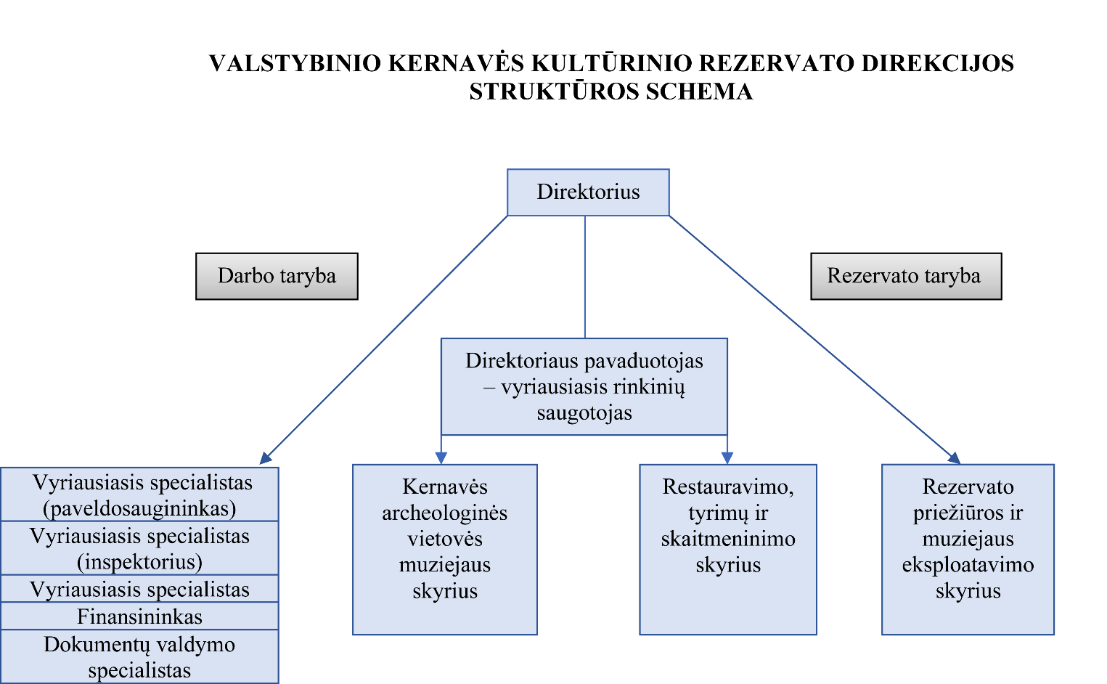 VALSTYBINIO KERNAVĖS KULTŪRINIO REZERVATO DIREKCIJOS
STRUKTŪROS SCHEMA
Direktorius
Darbo taryba
Rezervato taryba
Direktoriaus pavaduotojas
– vyriausiasis rinkinių
saugotojas
Vyriausiasis specialistas
(paveldosaugininkas)
Vyriausiasis specialistas
(inspektorius)
Vyriausiasis specialistas
Finansininkas
Dokumentų valdymo
specialistas
Kernavės
archeologinės
vietovės
muziejaus
skyrius
Restauravimo,
tyrimų ir
skaitmeninimo
skyrius
Rezervato
priežiūros ir
muziejaus
eksploatavimo
skyrius